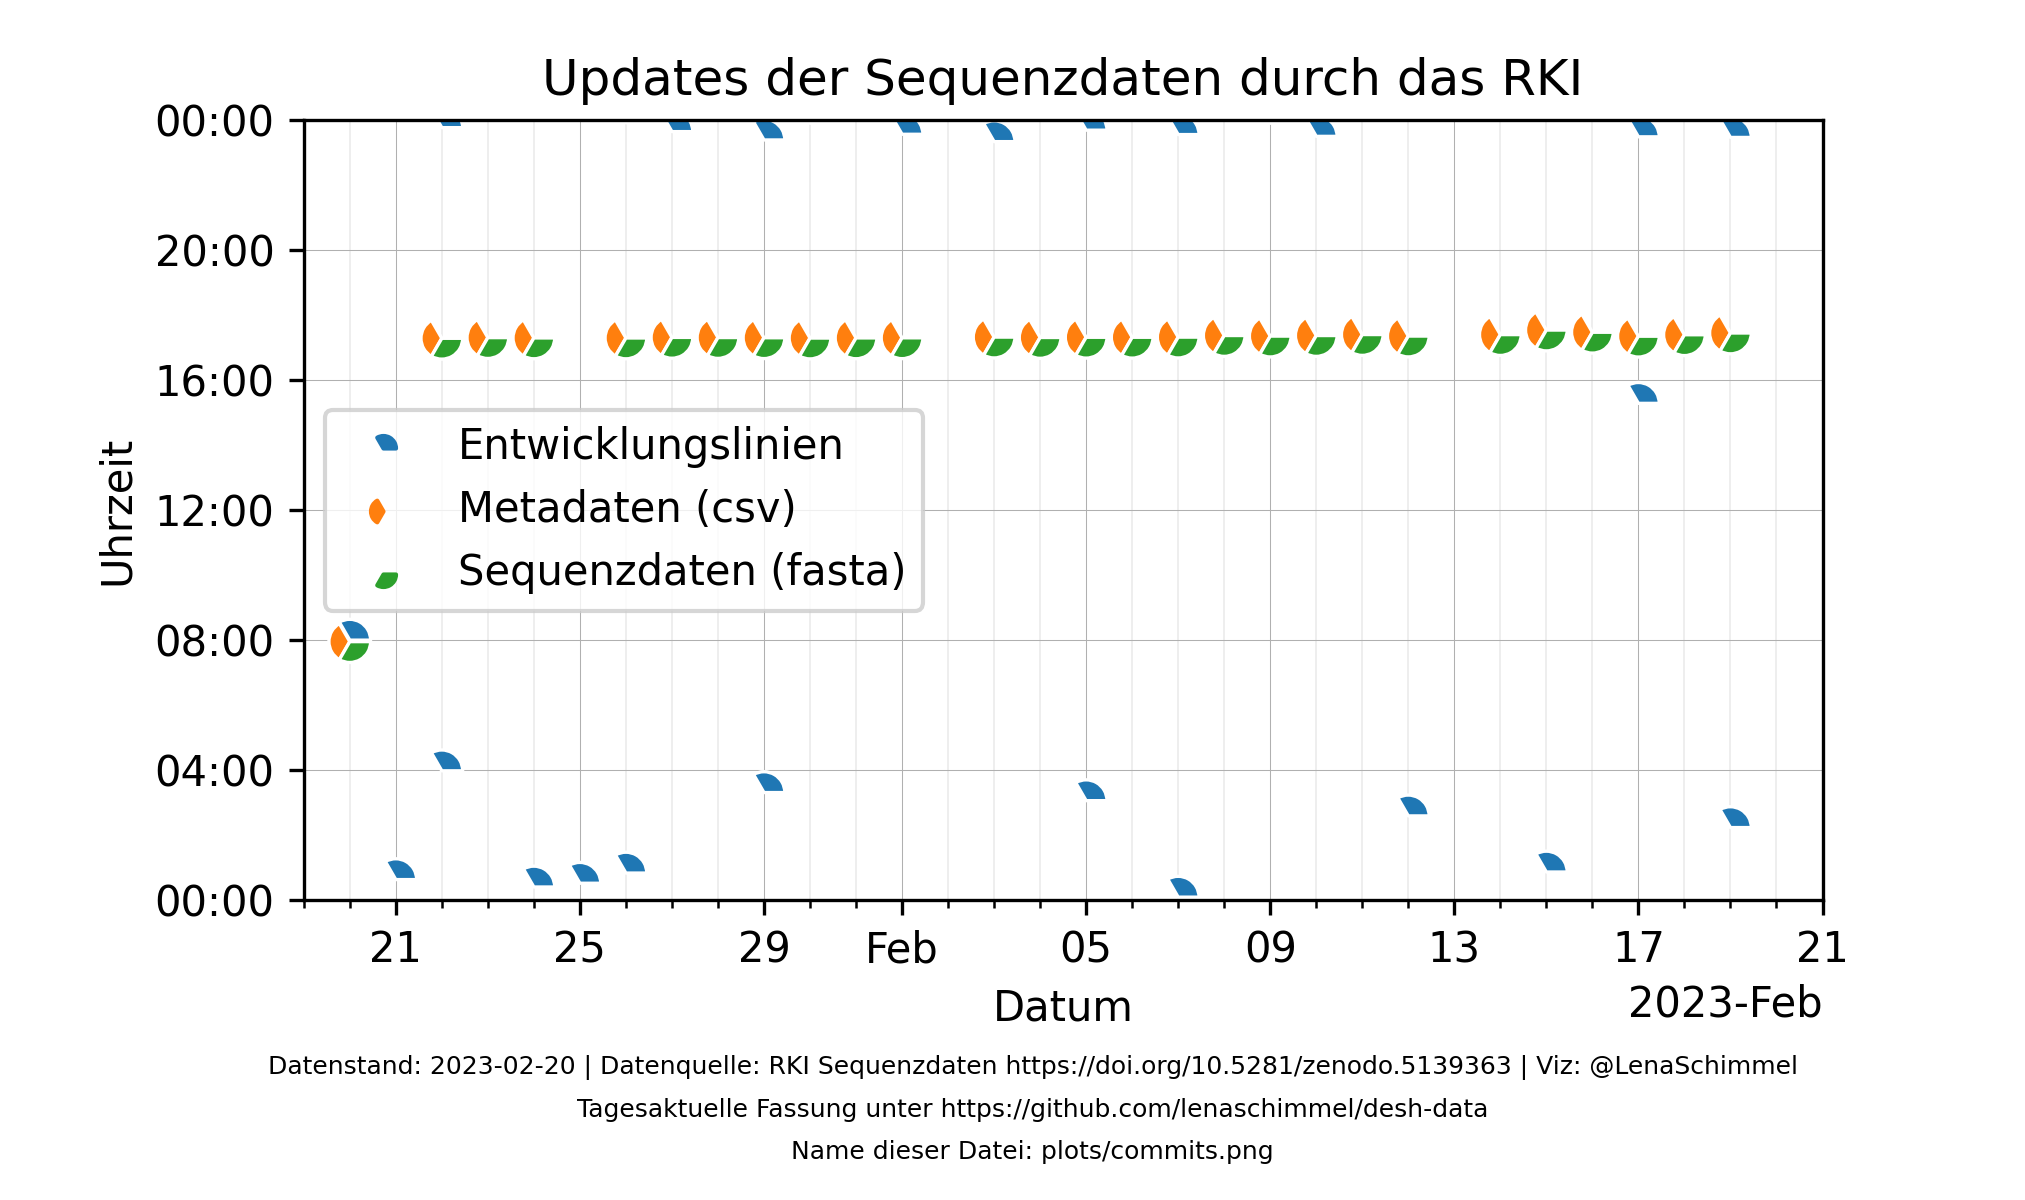 Updates der Sequenzdaten durch das RKI
00:00
20:00
16:00
12:00
08:00
04:00
00:00
Uhrzeit
Entwicklungslinien
Metadaten (csv)
Sequenzdaten (fasta)
21 25 29 Feb 05 09 13 17 21
Datum
2023-Feb
Datenstand: 2023-02-20 | Datenquelle: RKI Sequenzdaten https://doi.org/10.5281/zenodo.5139363 | Viz: @LenaSchimmel
Tagesaktuelle Fassung unter https://github.com/lenaschimmel/desh-data
Name dieser Datei: plots/commits.png